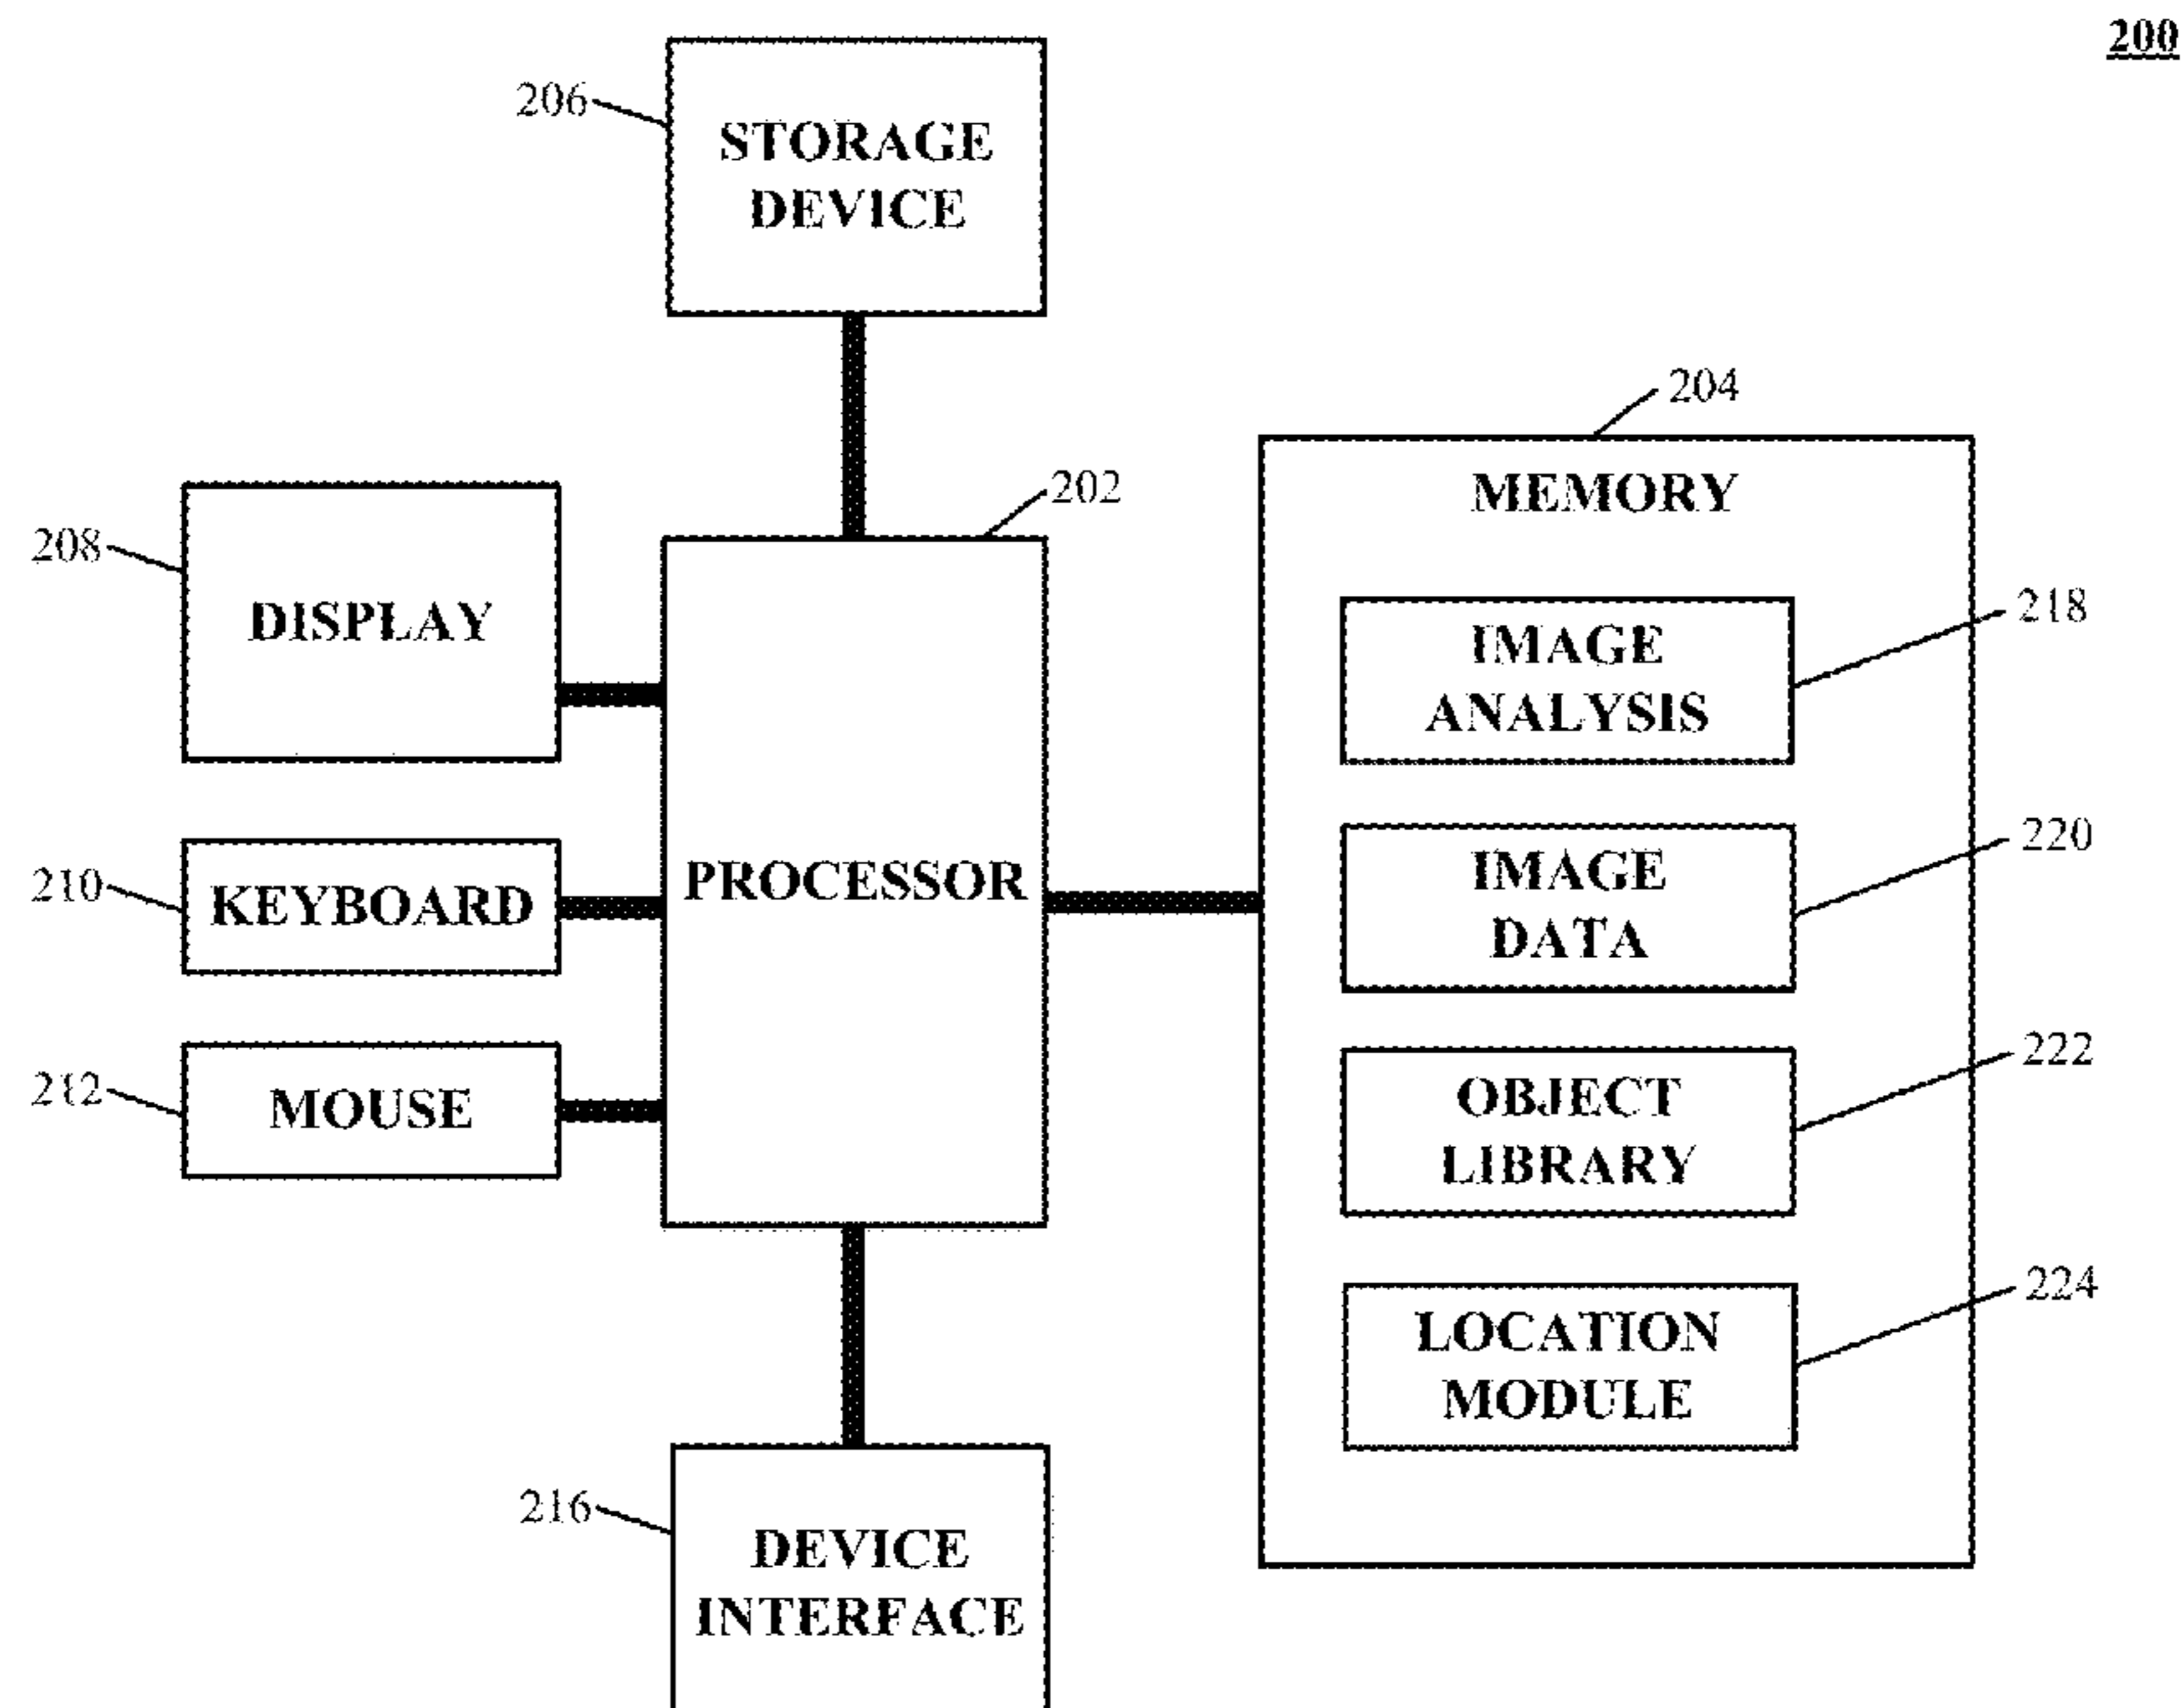 200
206
STORAGE
DEVICE
204
202
MEMORY
208
DISPLAY
218
IMAGE
ANALYSIS
220
IMAGE
DATA
210
KEYBOARD
PROCESSOR
222
OBJECT
LIBRARY
212
MOUSE
224
LOCATION
MODULE
216
DEVICE
INTERFACE